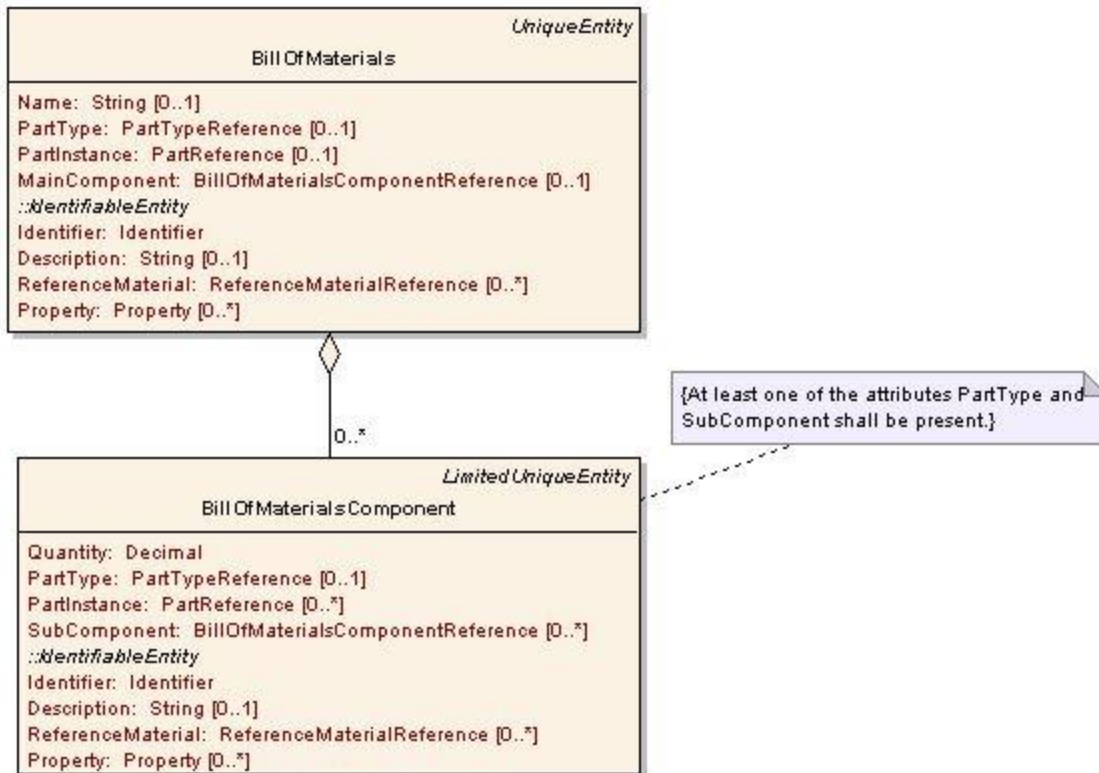 UniqueEntity
BillOfMaterials
Name: String [0..1]
PartType: PartTypeReference [0..1]
PartInstance: PartReference [0..1]
MainComponent: BillOfMaterialsComponentReference [0..1]
::IdentifiableEntity
Identifier: Identifier
Description: String [0..1]
ReferenceMaterial: ReferenceMaterialReference [0..*]
Property: Property [0..*]
0..*
{At least one of the attributes PartType and
SubComponent shall be present.}
LimitedUniqueEntity
BillOfMaterialsComponent
Quantity: Decimal
PartType: PartTypeReference [0..1]
PartInstance: PartReference [0..*]
SubComponent: BillOfMaterialsComponentReference [0..*]
::IdentifiableEntity
Identifier: Identifier
Description: String [0..1]
ReferenceMaterial: ReferenceMaterialReference [0..*]
Property: Property [0..*]